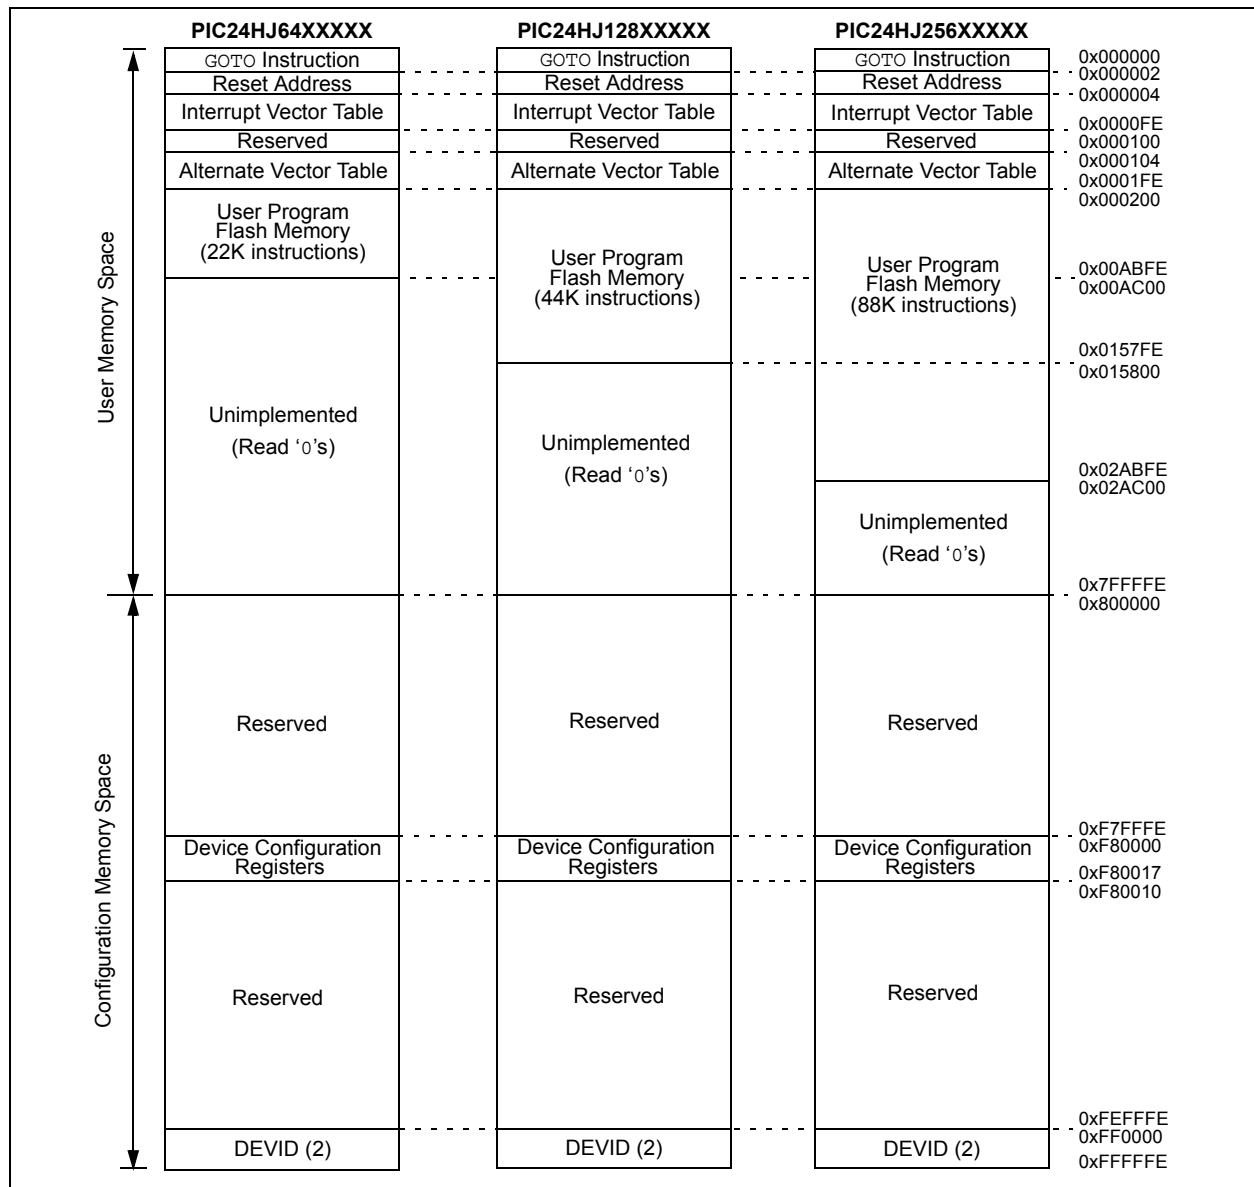 PIC24HJ64XXXXX PIC24HJ128XXXXX PIC24HJ256XXXXX
GOTO Instruction GOTO Instruction GOTO Instruction 0x000000
0x000002
Reset Address Reset Address Reset Address
0x000004
Interrupt Vector Table Interrupt Vector Table Interrupt Vector Table
0x0000FE
Reserved Reserved Reserved 0x000100
0x000104
Alternate Vector Table Alternate Vector Table Alternate Vector Table
0x0001FE
0x000200
User Program
Flash Memory
(22K instructions)
User Program
Flash Memory
(44K instructions)
User Program
Flash Memory
(88K instructions)
0x00ABFE
0x00AC00
0x0157FE
0x015800
User Memory Space
Unimplemented
(Read ‘0’s)
Unimplemented
(Read ‘0’s)
0x02ABFE
0x02AC00
Unimplemented
(Read ‘0’s)
0x7FFFFE
0x800000
Reserved Reserved Reserved
Configuration Memory Space
0xF7FFFE
0xF80000
Device Configuration
Registers
Device Configuration
Registers
Device Configuration
Registers
0xF80017
0xF80010
Reserved Reserved Reserved
0xFEFFFE
0xFF0000
DEVID (2) DEVID (2) DEVID (2)
0xFFFFFE